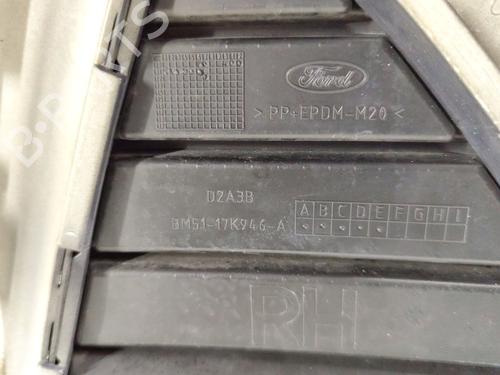 Ford
> PP+EPDM-M20 <
D2A3B
BM51-17K946-A
A B C D E F G H I
RH
B-PARTS